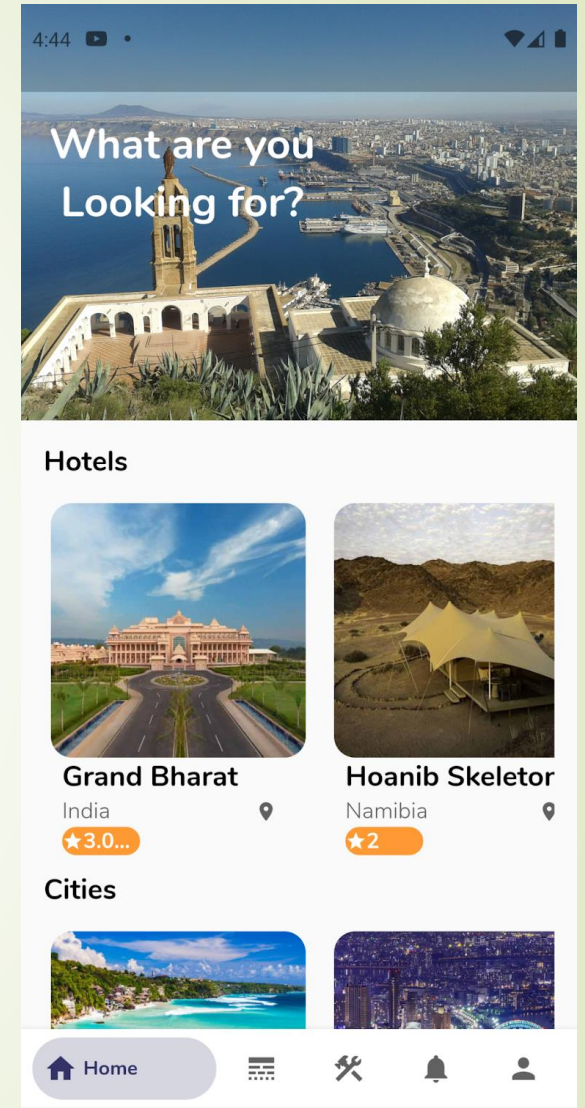 4:44
What are you
Looking for?
Hotels
Grand Bharat
India
3.0...
Hoanib Skeletor
Namibia
2
Cities
Home